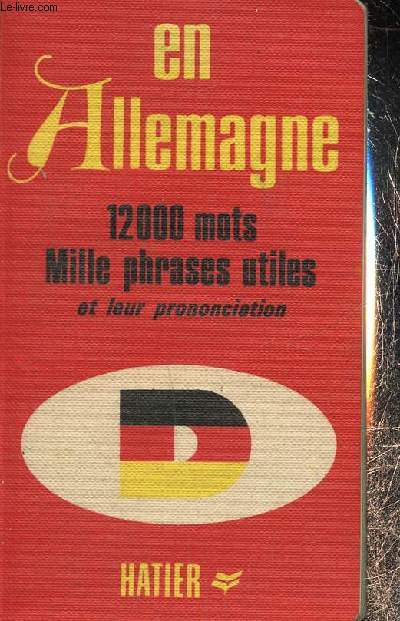 Le-livre.com
en
Allemagne
12000 mots
Mille phrases utiles
et leur prononciation
D
HATIER